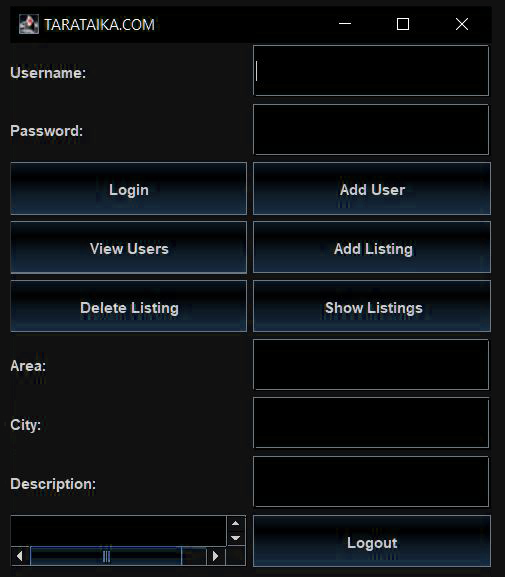 TARATAIKA.COM
Username:
Password:
Login
Add User
View Users
Add Listing
Delete Listing
Show Listings
Area:
City:
Description:
Logout